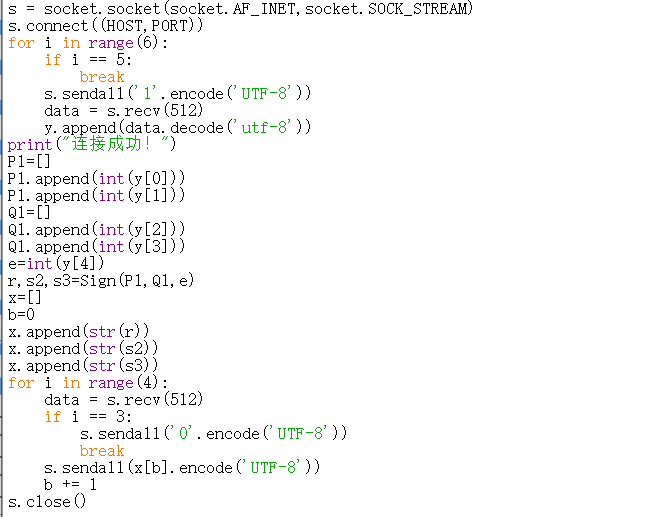 s = socket.socket(socket.AF_INET,socket.SOCK_STREAM)
s.connect((HOST,PORT))
for i in range(6):
    if i == 5:
        break
    s.sendall('1'.encode('UTF-8'))
    data = s.recv(512)
    y.append(data.decode('utf-8'))
print("连接成功！")
P1=[]
P1.append(int(y[0]))
P1.append(int(y[1]))
Q1=[]
Q1.append(int(y[2]))
Q1.append(int(y[3]))
e=int(y[4])
r,s2,s3=Sign(P1,Q1,e)
x=[]
b=0
x.append(str(r))
x.append(str(s2))
x.append(str(s3))
for i in range(4):
    data = s.recv(512)
    if i == 3:
        s.sendall('0'.encode('UTF-8'))
        break
    s.sendall(x[b].encode('UTF-8'))
    b += 1
s.close()